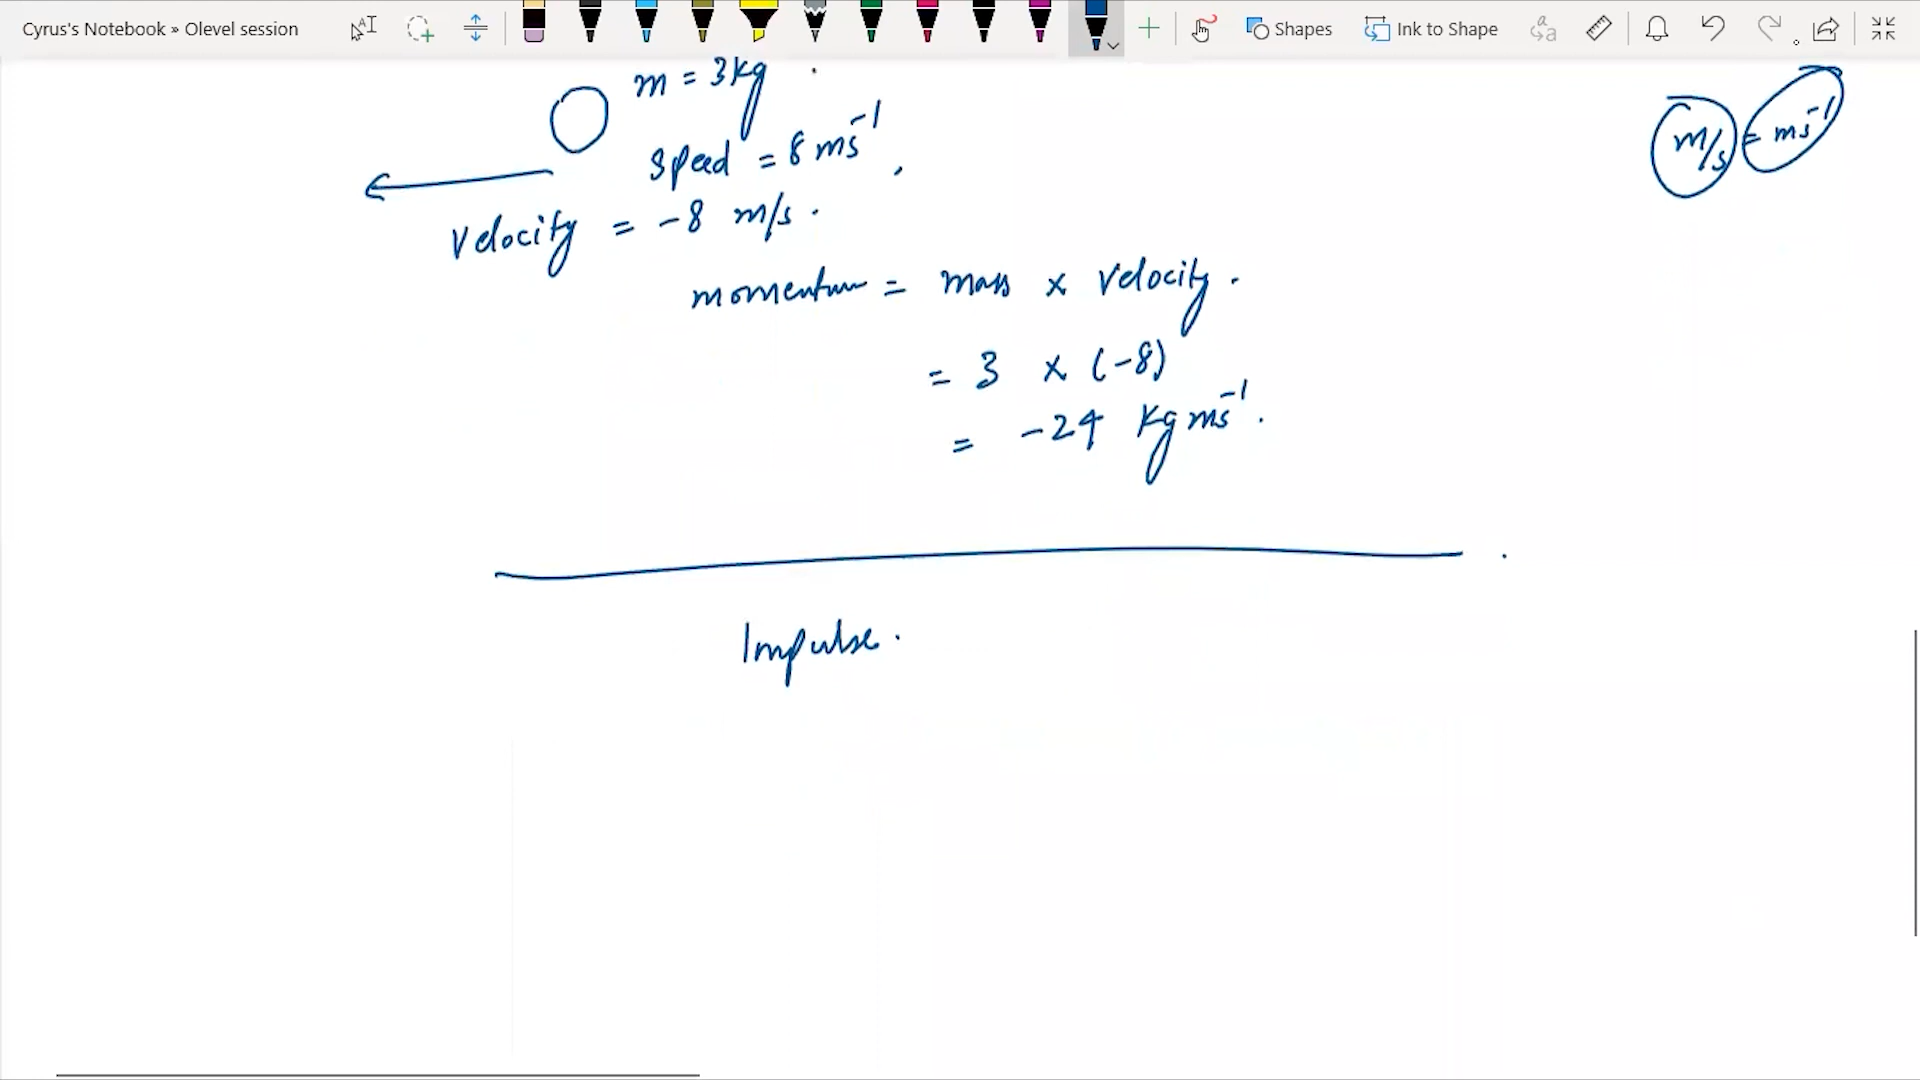 Cyrus's Notebook » Olevel session
Shapes
Ink to Shape
m = 3kg
speed = 8 ms⁻¹
m/s = ms⁻¹
Velocity = -8 m/s.
momentum = mass x velocity.
= 3 x (-8)
= -24 kg ms⁻¹.
Impulse.